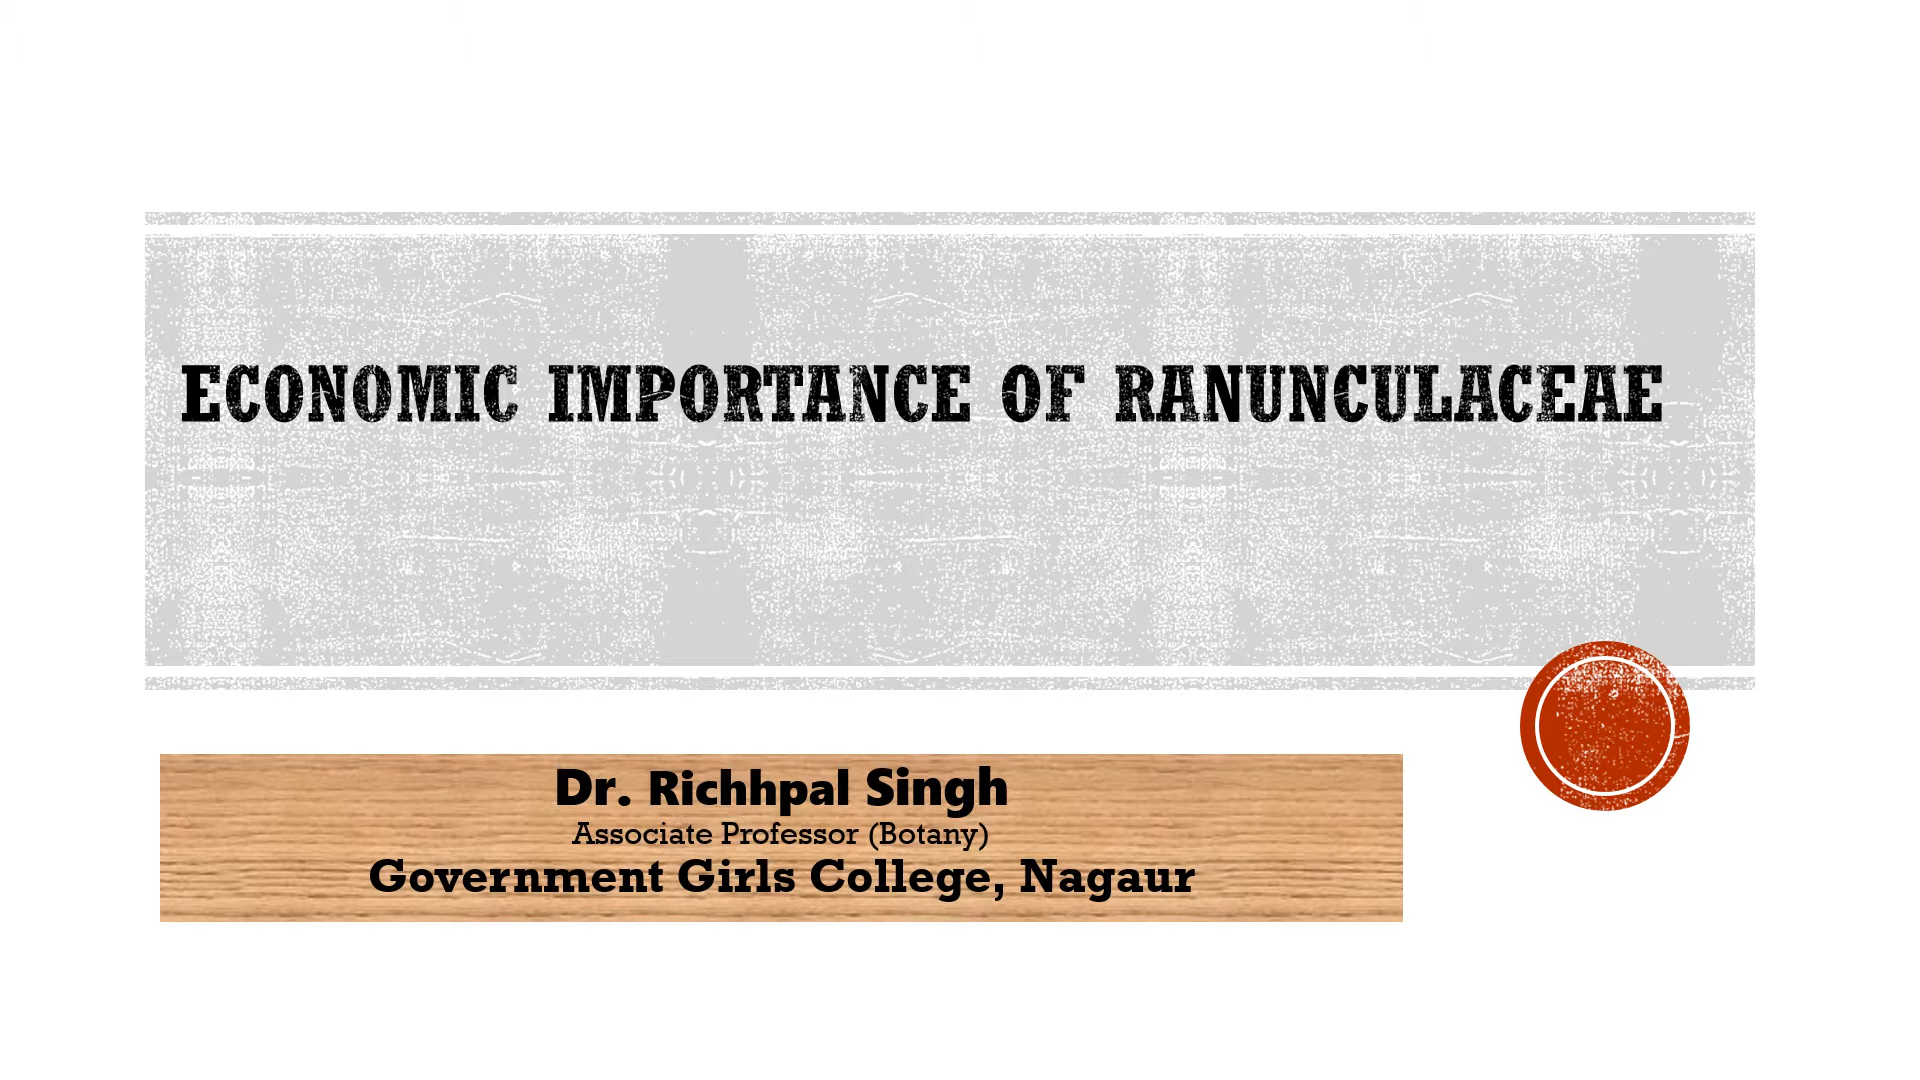 ECONOMIC IMPORTANCE OF RANUNCULACEAE
Dr. Richhpal Singh
Associate Professor (Botany)
Government Girls College, Nagaur